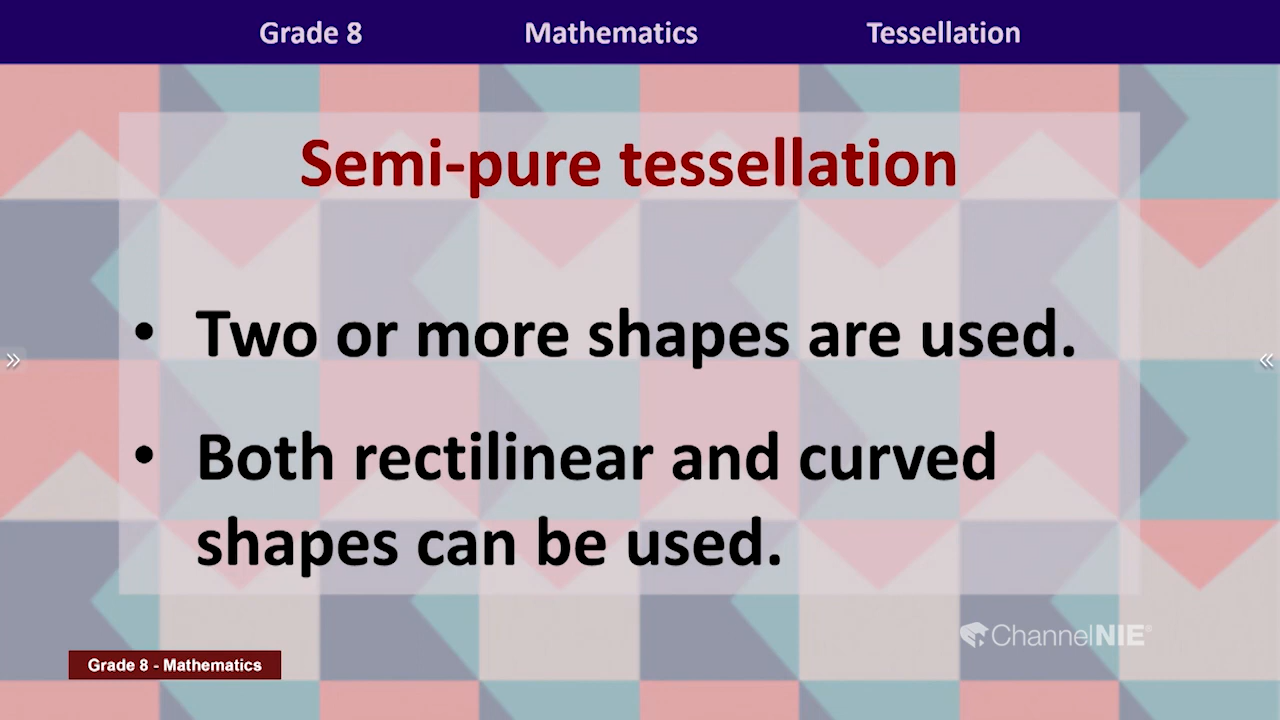 Grade 8 Mathematics Tessellation
Semi-pure tessellation
• Two or more shapes are used.
• Both rectilinear and curved
shapes can be used.
ChannelNIE®
Grade 8 - Mathematics